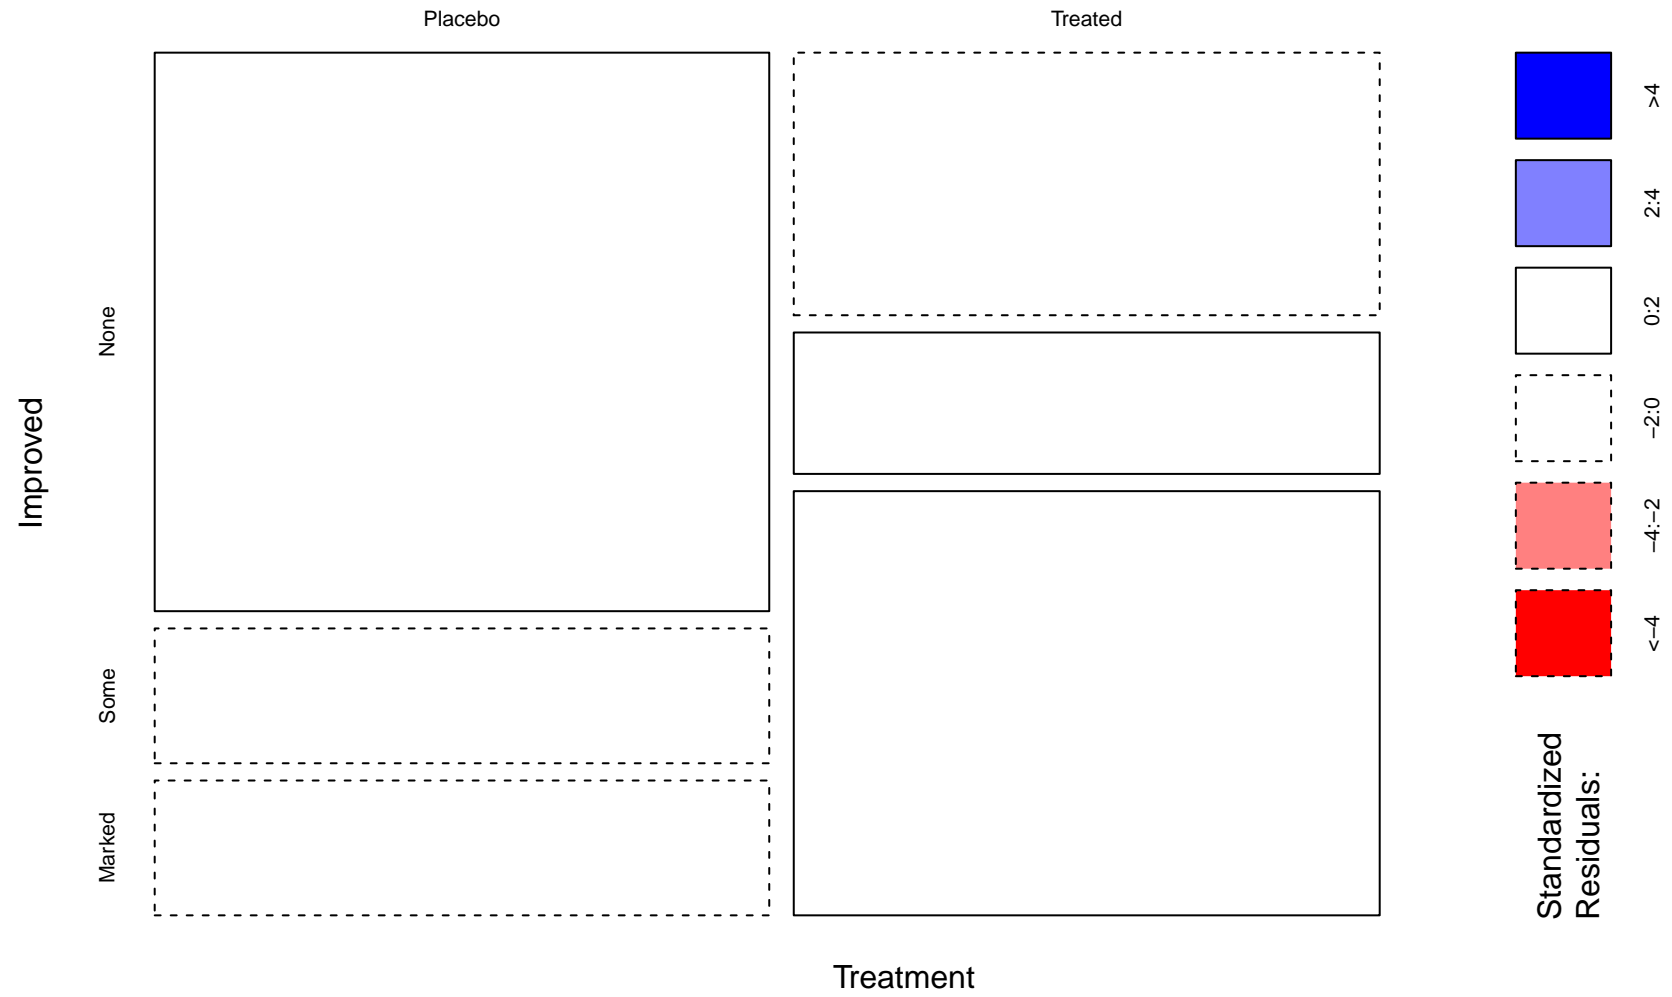 Placebo
Treated
None
Some
Marked
Improved
Treatment
>4
2:4
0:2
−2:0
−4:−2
<−4
Standardized
Residuals: